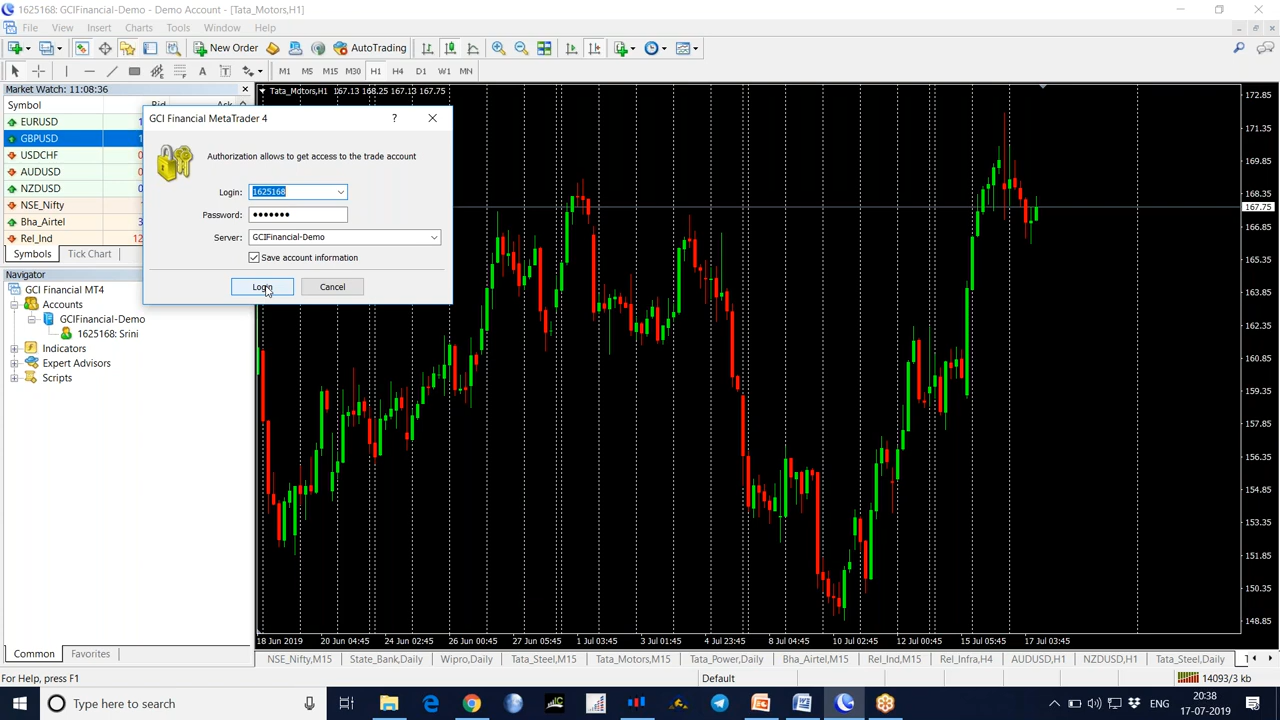 1625168: GCIFinancial-Demo - Demo Account - [Tata_Motors,H1]
File View Insert Charts Tools Window Help
New Order AutoTrading
A T M1 M5 M15 M30 H1 H4 D1 W1 MN
Market Watch: 11:08:36
Symbol Bid Ask
EURUSD 1
GBPUSD 1
USDCHF 0
AUDUSD 0
NZDUSD 0
NSE_Nifty 1
Bha_Airtel 3
Rel_Ind 12
Symbols Tick Chart
Navigator
GCI Financial MT4
Accounts
GCIFinancial-Demo
1625168: Srini
Indicators
Expert Advisors
Scripts
Common Favorites
GCI Financial MetaTrader 4 ?
Authorization allows to get access to the trade account
Login: 1625168
Password: •••••••
Server: GCIFinancial-Demo
Save account information
Login Cancel
Tata_Motors,H1 167.13 168.25 167.13 167.75
172.85
171.35
169.85
168.35
167.75
166.85
165.35
163.85
162.35
160.85
159.35
157.85
156.35
154.85
153.35
151.85
150.35
148.85
18 Jun 2019 20 Jun 04:45 24 Jun 02:45 26 Jun 00:45 27 Jun 05:45 1 Jul 03:45 3 Jul 01:45 4 Jul 23:45 8 Jul 04:45 10 Jul 02:45 12 Jul 00:45 15 Jul 05:45 17 Jul 03:45
NSE_Nifty,M15 State_Bank,Daily Wipro,Daily Tata_Steel,M15 Tata_Motors,M15 Tata_Power,Daily Bha_Airtel,M15 Rel_Ind,M15 Rel_Infra,H4 AUDUSD,H1 NZDUSD,H1 Tata_Steel,Daily
For Help, press F1 Default 14093/3 kb
Type here to search
ENG
20:38
17-07-2019